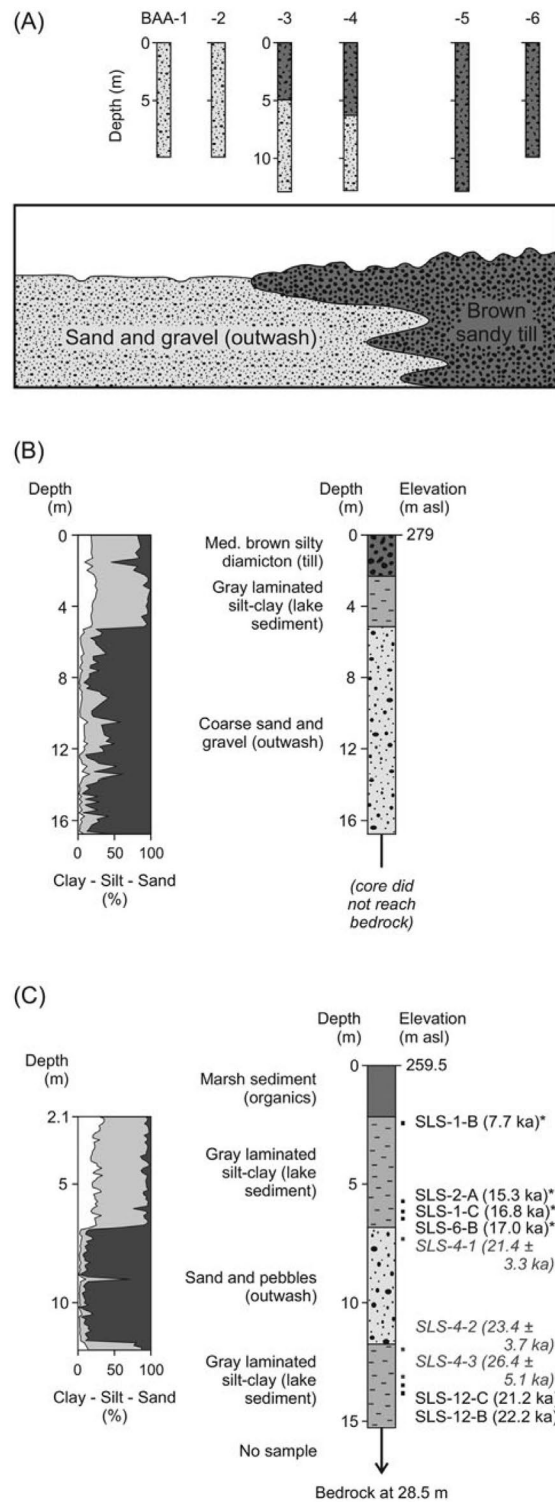 (A)
BAA-1 -2 -3 -4 -5 -6
Depth (m)
0
5
0
5
10
Sand and gravel (outwash)
Brown
sandy till
(B)
Depth
(m)
0
4
8
12
16
0 50 100
Clay - Silt - Sand
(%)
Med. brown silty
diamicton (till)
Gray laminated
silt-clay (lake
sediment)
Coarse sand and
gravel (outwash)
Depth
(m)
Elevation
(m asl)
0
4
8
12
16
279
(core did
not reach
bedrock)
(C)
Depth
(m)
2.1
5
10
0 50 100
Clay - Silt - Sand
(%)
Marsh sediment
(organics)
Gray laminated
silt-clay (lake
sediment)
Sand and pebbles
(outwash)
Gray laminated
silt-clay (lake
sediment)
No sample
Depth
(m)
Elevation
(m asl)
0
5
10
15
259.5
SLS-1-B (7.7 ka)*
SLS-2-A (15.3 ka)*
SLS-1-C (16.8 ka)*
SLS-6-B (17.0 ka)*
SLS-4-1 (21.4 ±
3.3 ka)
SLS-4-2 (23.4 ±
3.7 ka)
SLS-4-3 (26.4 ±
5.1 ka)
SLS-12-C (21.2 ka)
SLS-12-B (22.2 ka)
Bedrock at 28.5 m